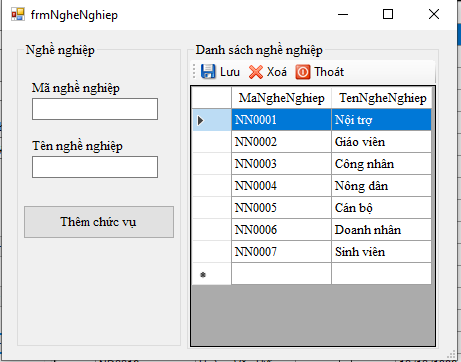 frmNgheNghiep
Nghề nghiệp
Mã nghề nghiệp
Tên nghề nghiệp
Thêm chức vụ
Danh sách nghề nghiệp
Lưu Xoá Thoát
MaNgheNghiep TenNgheNghiep
NN0001 Nội trợ
NN0002 Giáo viên
NN0003 Công nhân
NN0004 Nông dân
NN0005 Cán bộ
NN0006 Doanh nhân
NN0007 Sinh viên